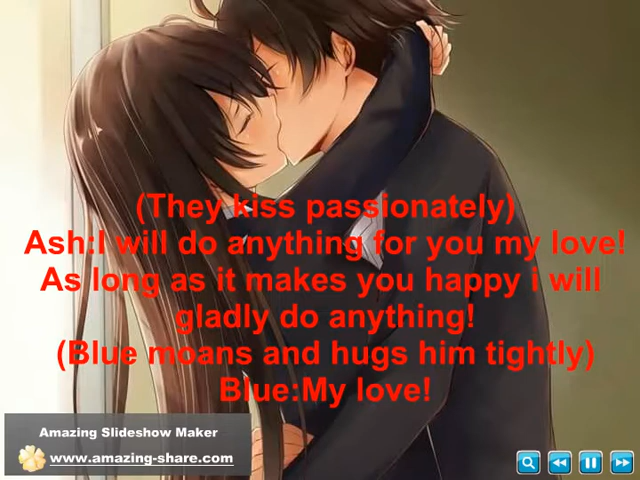 (They kiss passionately)
Ash:I will do anything for you my love!
As long as it makes you happy i will
gladly do anything!
(Blue moans and hugs him tightly)
Blue:My love!
Amazing Slideshow Maker
www.amazing-share.com